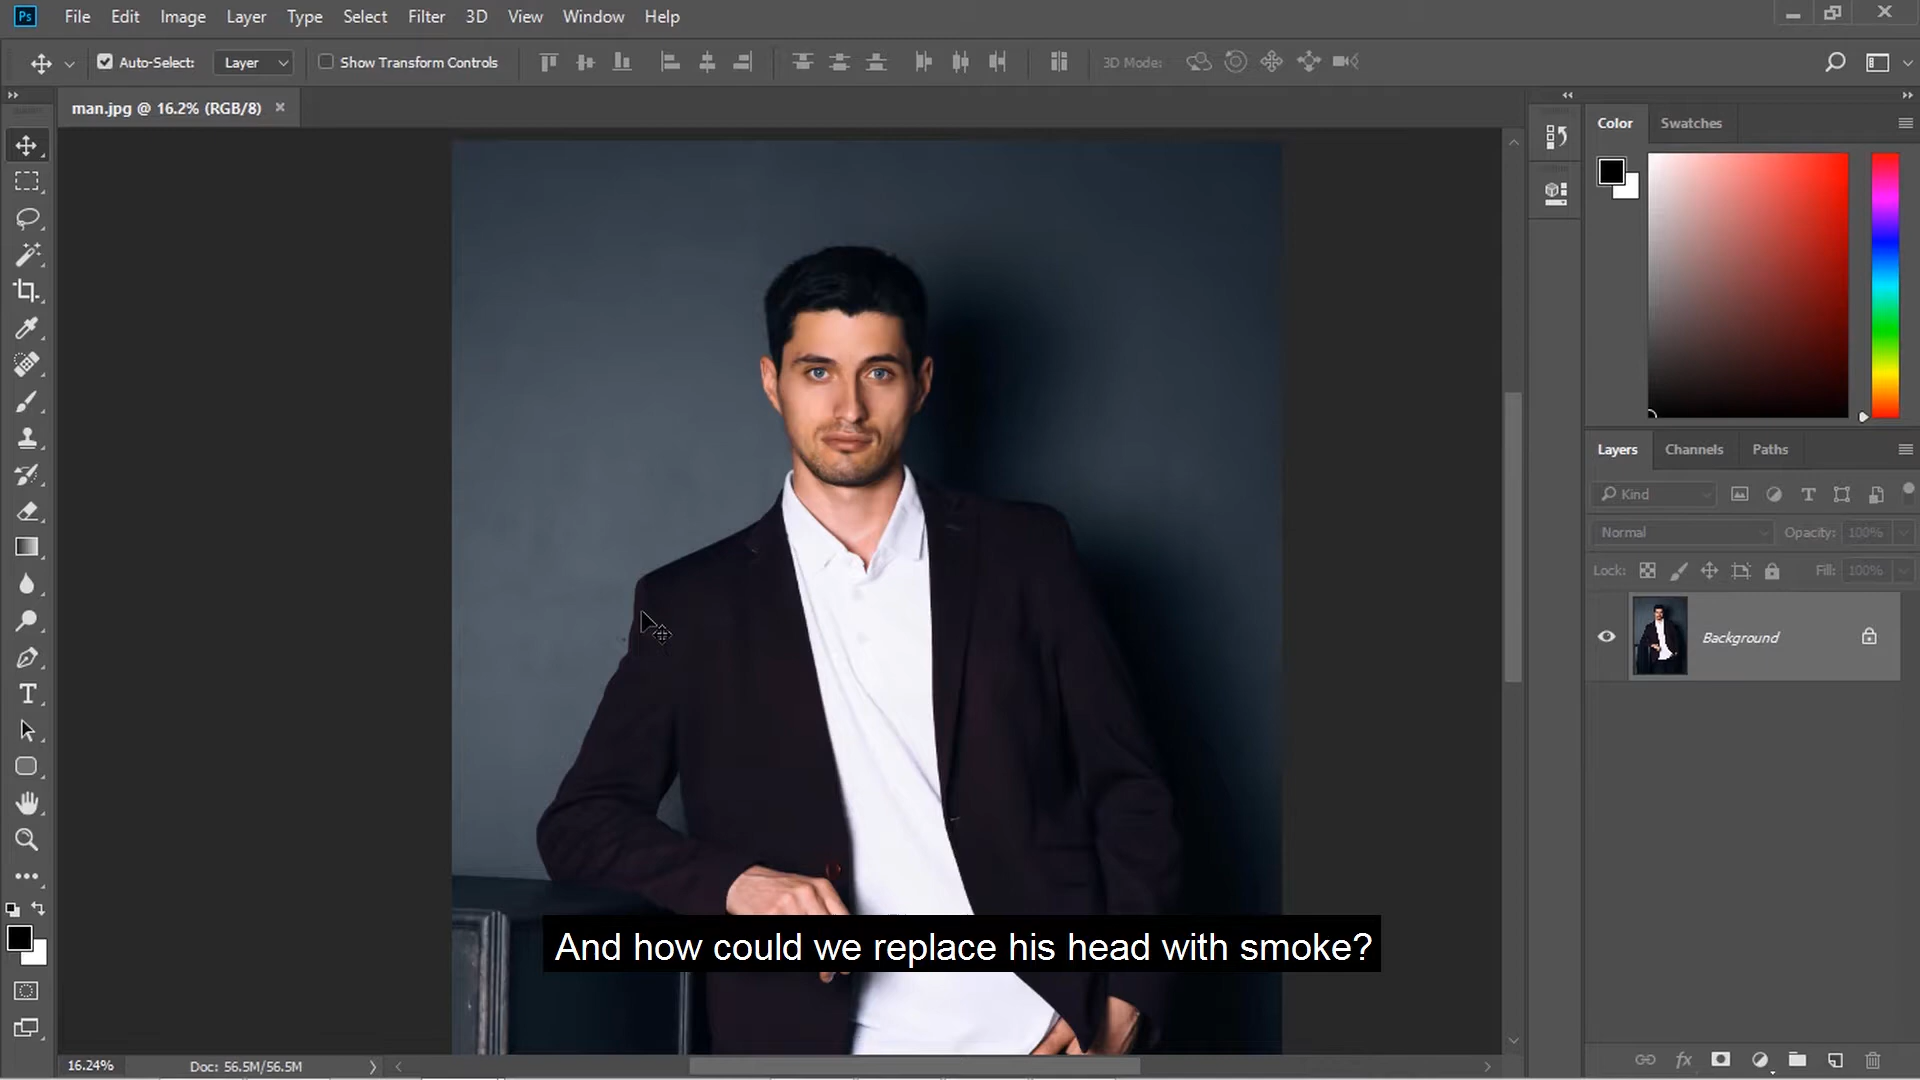 Ps File Edit Image Layer Type Select Filter 3D View Window Help
Auto-Select: Layer Show Transform Controls 3D Mode:
man.jpg @ 16.2% (RGB/8)
Color Swatches
Layers Channels Paths
Kind
Normal Opacity: 100%
Lock: Fill: 100%
Background
And how could we replace his head with smoke?
16.24% Doc: 56.5M/56.5M